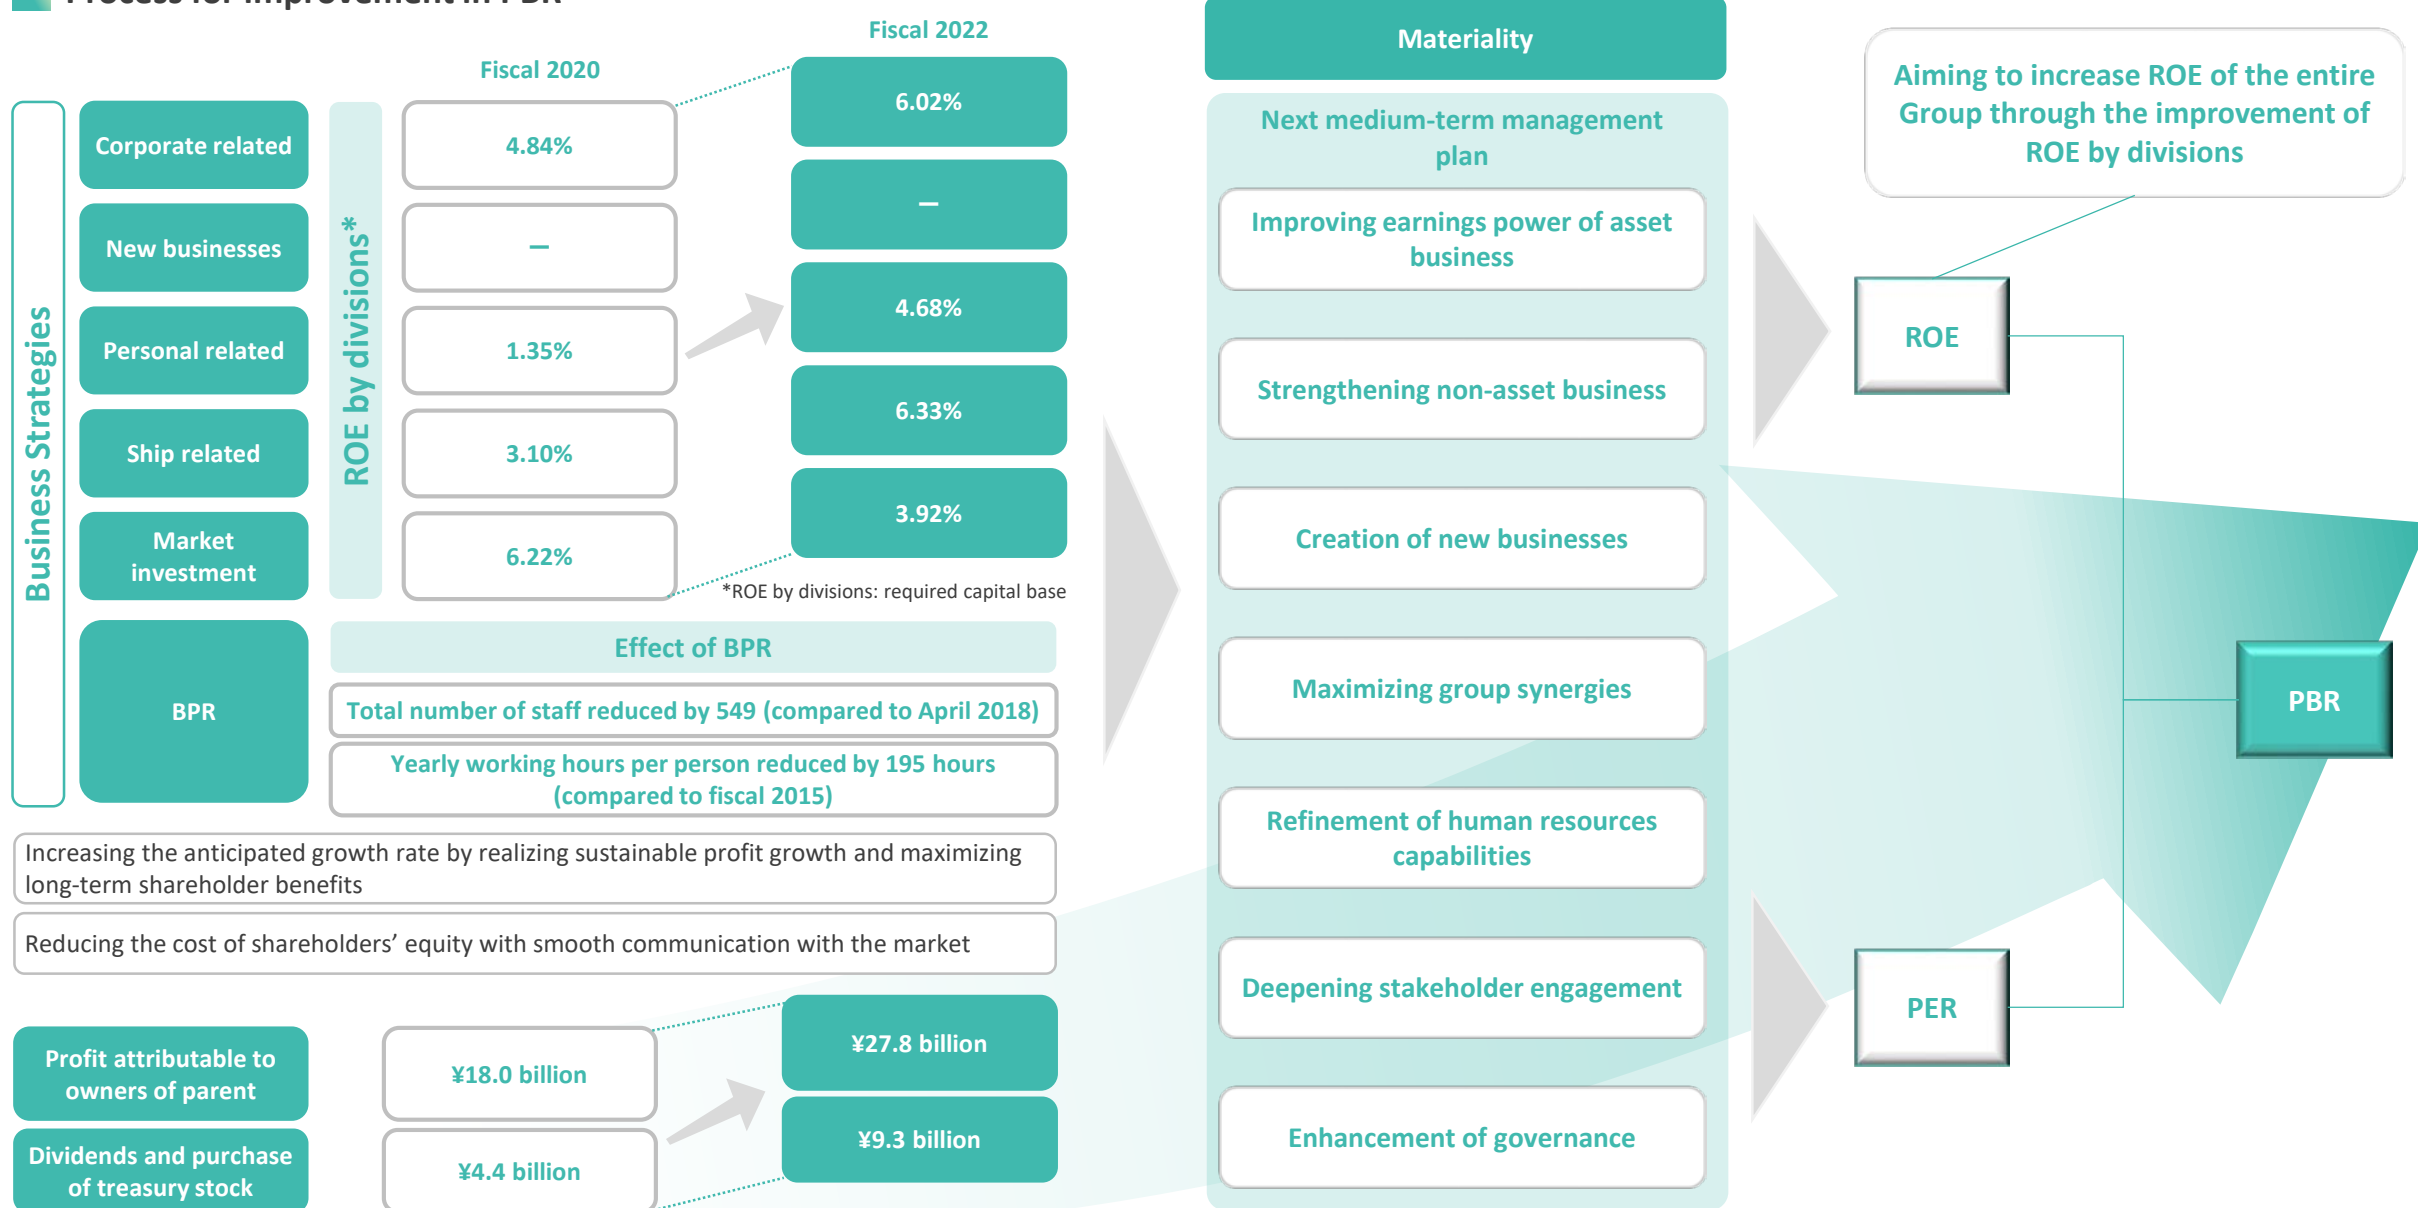 Process for improvement in PBR
Fiscal 2020
Fiscal 2022
Business Strategies
ROE by divisions*
Corporate related
4.84%
6.02%
New businesses
–
–
Personal related
1.35%
4.68%
Ship related
3.10%
6.33%
Market
investment
6.22%
3.92%
*ROE by divisions: required capital base
BPR
Effect of BPR
Total number of staff reduced by 549 (compared to April 2018)
Yearly working hours per person reduced by 195 hours
(compared to fiscal 2015)
Increasing the anticipated growth rate by realizing sustainable profit growth and maximizing
long-term shareholder benefits
Reducing the cost of shareholders’ equity with smooth communication with the market
Profit attributable to
owners of parent
¥18.0 billion
¥27.8 billion
Dividends and purchase
of treasury stock
¥4.4 billion
¥9.3 billion
Materiality
Next medium-term management
plan
Improving earnings power of asset
business
Strengthening non-asset business
Creation of new businesses
Maximizing group synergies
Refinement of human resources
capabilities
Deepening stakeholder engagement
Enhancement of governance
Aiming to increase ROE of the entire
Group through the improvement of
ROE by divisions
ROE
PBR
PER